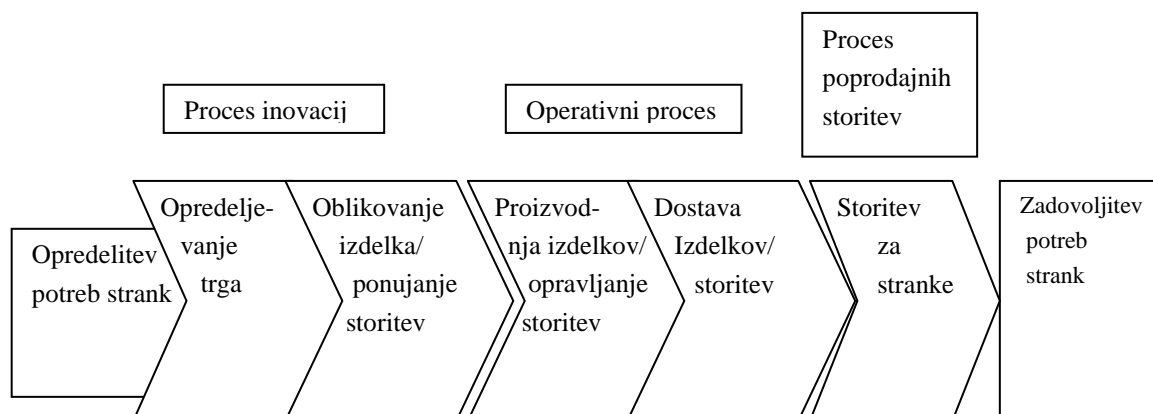 Proces
poprodajnih
storitev
Proces inovacij
Operativni proces
Opredelitev
potreb strank
Opredelje-
vanje
trga
Oblikovanje
izdelka/
ponujanje
storitev
Proizvod-
nja izdelkov/
opravljanje
storitev
Dostava
Izdelkov/
storitev
Storitev
za
stranke
Zadovoljitev
potreb
strank